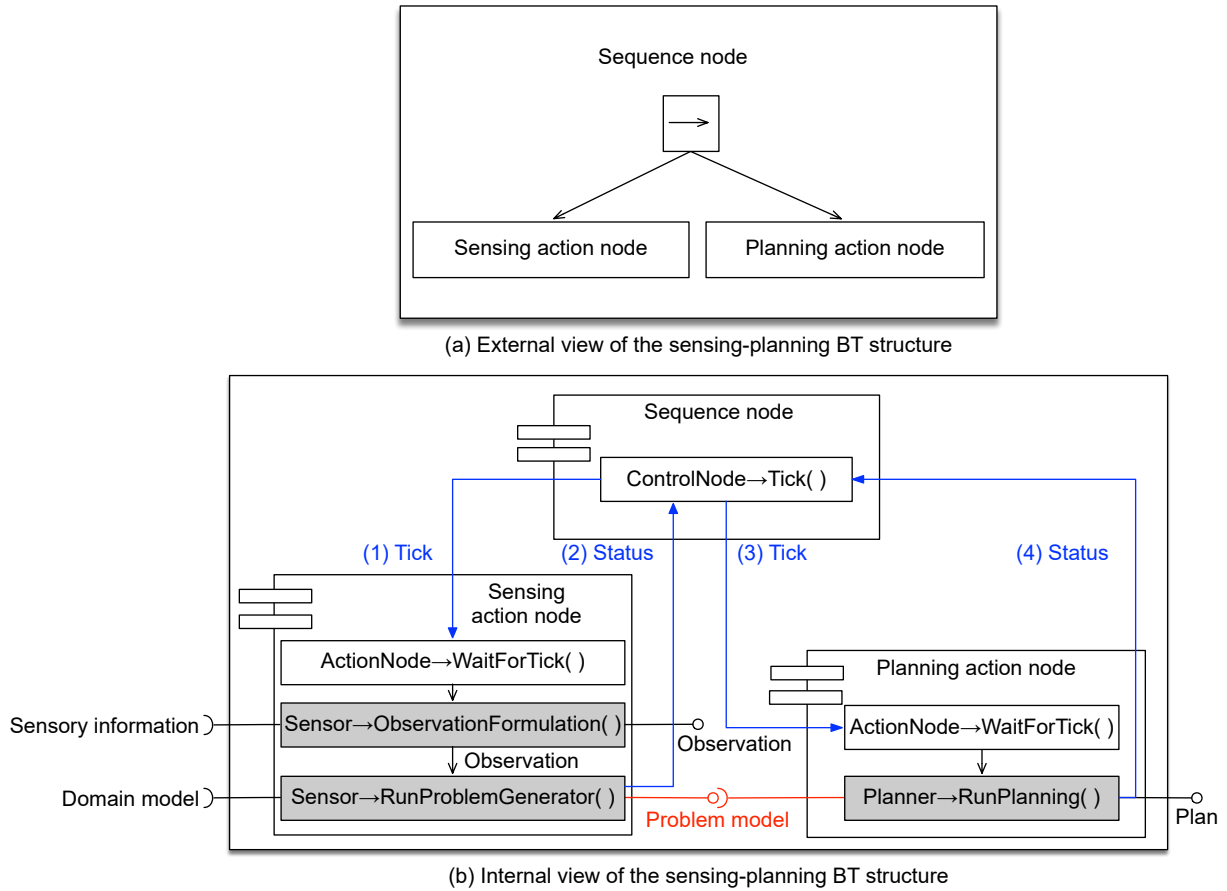 Sequence node
Sensing action node
Planning action node
(a) External view of the sensing-planning BT structure
Sequence node
ControlNode→Tick( )
(1) Tick
(2) Status
(3) Tick
(4) Status
Sensing
action node
ActionNode→WaitForTick( )
Planning action node
Sensory information
Sensor→ObservationFormulation( )
Observation
ActionNode→WaitForTick( )
Observation
Domain model
Sensor→RunProblemGenerator( )
Problem model
Planner→RunPlanning( )
Plan
(b) Internal view of the sensing-planning BT structure